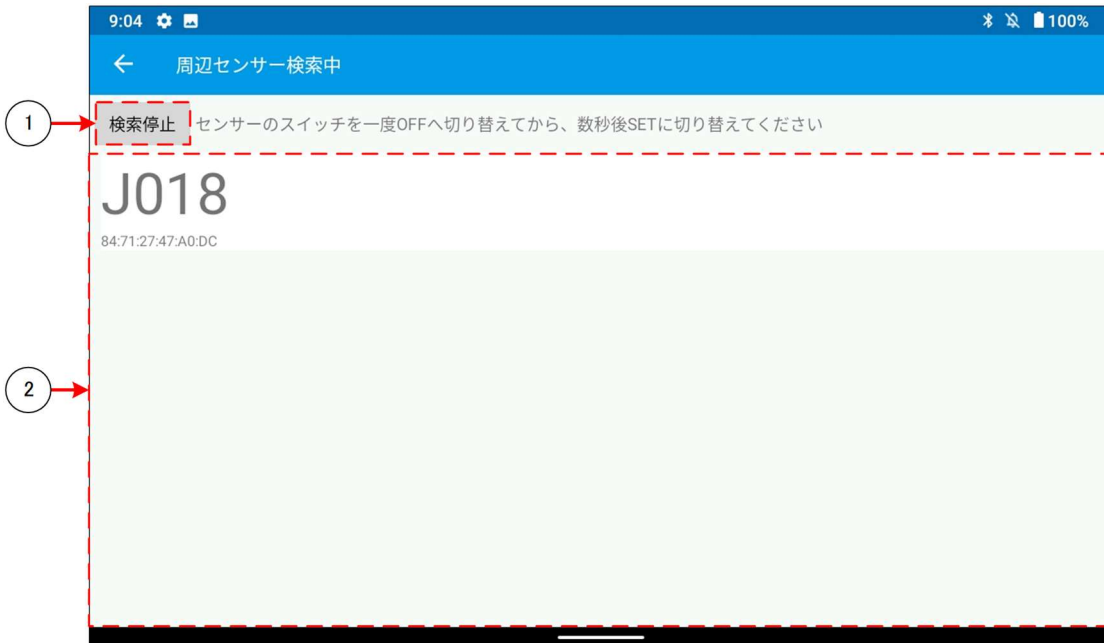 9:04 100%
周辺センサー検索中
1 検索停止 センサーのスイッチを一度OFFへ切り替えてから、数秒後SETに切り替えてください
J018
84:71:27:47:A0:DC
2